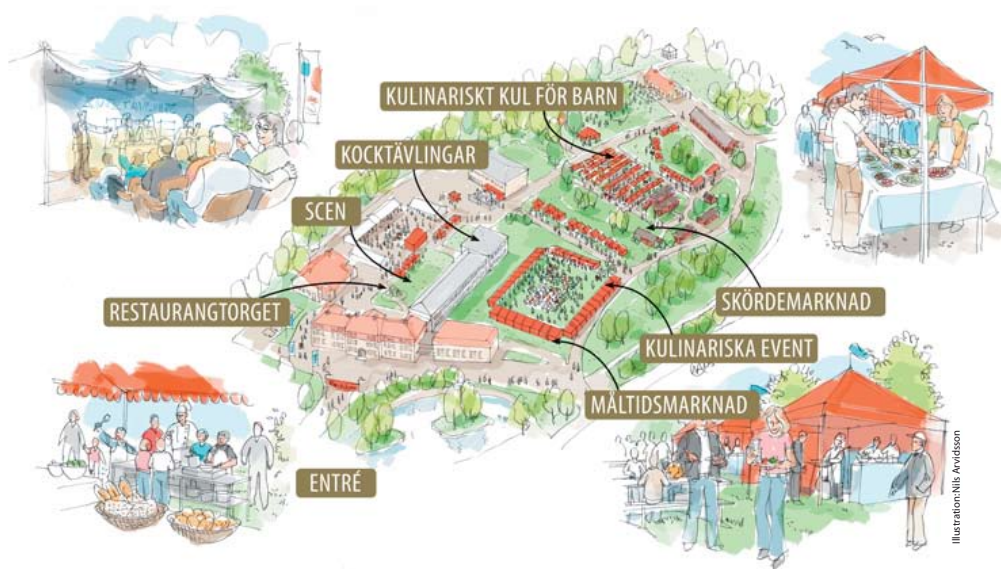 KULINARISKT KUL FÖR BARN
KOCKTÄVLINGAR
SCEN
RESTAURANGTORGET
SKÖRDEMARKNAD
KULINARISKA EVENT
MÅLTIDSMARKNAD
ENTRÉ
Illustration:Nils Arvidsson